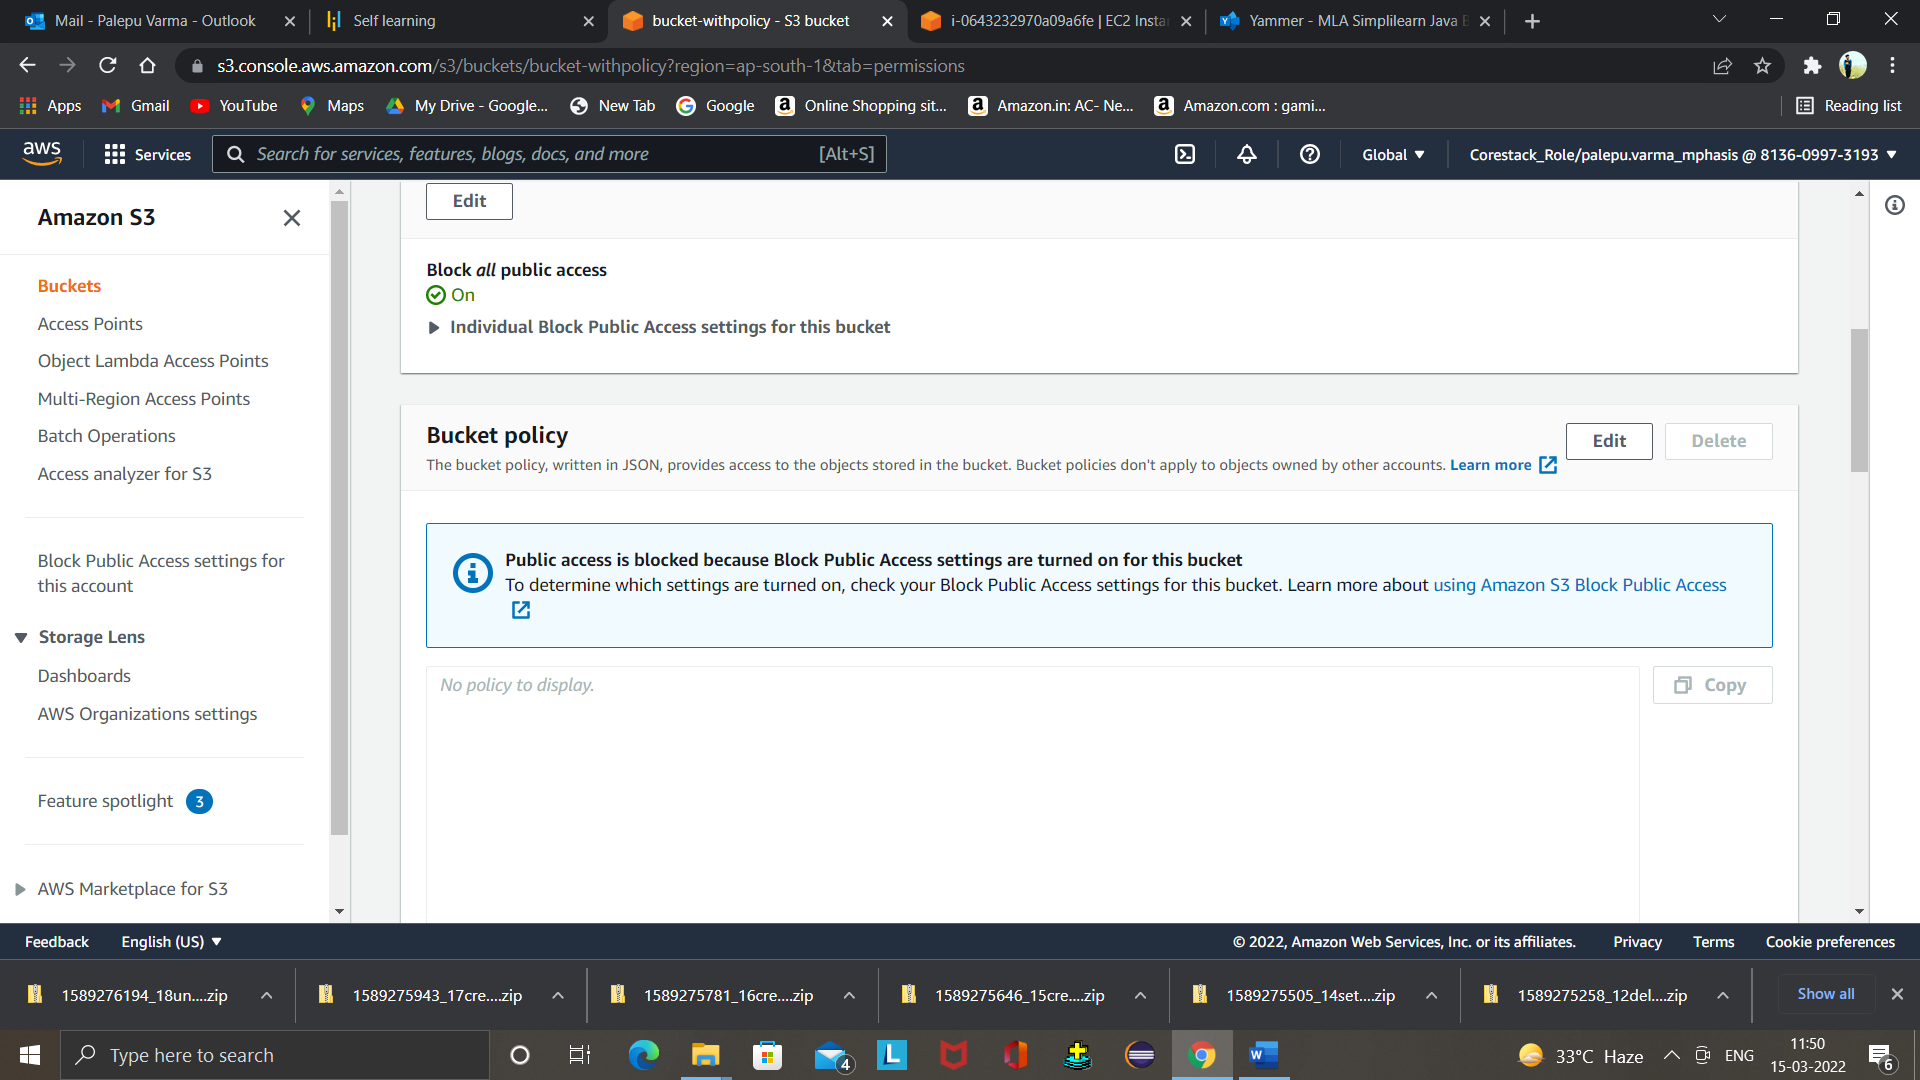 Mail - Palepu Varma - Outlook
Self learning
bucket-withpolicy - S3 bucket
i-0643232970a09a6fe | EC2 Insta
Yammer - MLA Simplilearn Java B
s3.console.aws.amazon.com/s3/buckets/bucket-withpolicy?region=ap-south-1&tab=permissions
Apps
Gmail
YouTube
Maps
My Drive - Google...
New Tab
Google
Online Shopping sit...
Amazon.in: AC- Ne...
Amazon.com : gami...
Reading list
aws
Services
Search for services, features, blogs, docs, and more
[Alt+S]
Global
Corestack_Role/palepu.varma_mphasis @ 8136-0997-3193
Amazon S3
Buckets
Access Points
Object Lambda Access Points
Multi-Region Access Points
Batch Operations
Access analyzer for S3
Block Public Access settings for
this account
Storage Lens
Dashboards
AWS Organizations settings
Feature spotlight 3
AWS Marketplace for S3
Edit
Block all public access
On
Individual Block Public Access settings for this bucket
Bucket policy
Edit
Delete
The bucket policy, written in JSON, provides access to the objects stored in the bucket. Bucket policies don't apply to objects owned by other accounts. Learn more
Public access is blocked because Block Public Access settings are turned on for this bucket
To determine which settings are turned on, check your Block Public Access settings for this bucket. Learn more about using Amazon S3 Block Public Access
No policy to display.
Copy
Feedback
English (US)
© 2022, Amazon Web Services, Inc. or its affiliates.
Privacy
Terms
Cookie preferences
1589276194_18un....zip
1589275943_17cre....zip
1589275781_16cre....zip
1589275646_15cre....zip
1589275505_14set....zip
1589275258_12del....zip
Show all
Type here to search
4
L
W
33°C Haze
ENG
11:50
15-03-2022
6